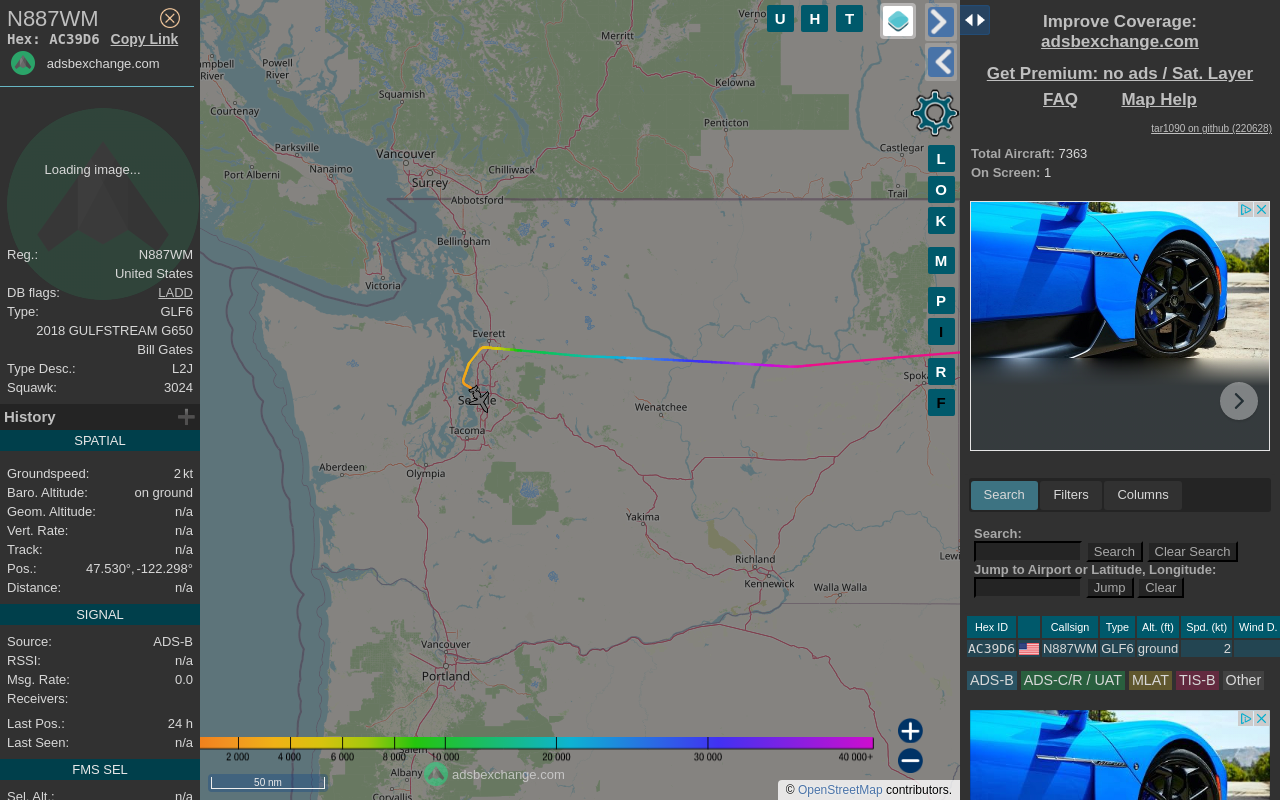 N887WM
Hex: AC39D6 Copy Link
adsbexchange.com
Loading image...
Reg.: N887WM
United States
DB flags: LADD
Type: GLF6
2018 GULFSTREAM G650
Bill Gates
Type Desc.: L2J
Squawk: 3024
History
SPATIAL
Groundspeed: 2 kt
Baro. Altitude: on ground
Geom. Altitude: n/a
Vert. Rate: n/a
Track: n/a
Pos.: 47.530°, -122.298°
Distance: n/a
SIGNAL
Source: ADS-B
RSSI: n/a
Msg. Rate: 0.0
Receivers:
Last Pos.: 24 h
Last Seen: n/a
FMS SEL
Sel. Alt.: n/a
U H T
Merritt
Powell
River
River
Squamish
Kelowna
Courtenay
Penticton
Parksville
Vancouver
Castlegar
Port Alberni
Nanaimo
Chilliwack
Surrey
Abbotsford
Trail
Bellingham
Victoria
Everett
Wenatchee
Tacoma
Aberdeen
Olympia
Yakima
Richland
Kennewick
Walla Walla
Vancouver
Portland
Albany
Corvallis
L
O
K
M
P
I
R
F
2 000 4 000 6 000 8 000 10 000 20 000 30 000 40 000+
50 nm
adsbexchange.com
© OpenStreetMap contributors.
Improve Coverage:
adsbexchange.com
Get Premium: no ads / Sat. Layer
FAQ Map Help
tar1090 on github (220628)
Total Aircraft: 7363
On Screen: 1
Search Filters Columns
Search:
Search Clear Search
Jump to Airport or Latitude, Longitude:
Jump Clear
Hex ID Callsign Type Alt. (ft) Spd. (kt) Wind D.
AC39D6 N887WM GLF6 ground 2
ADS-B ADS-C/R / UAT MLAT TIS-B Other